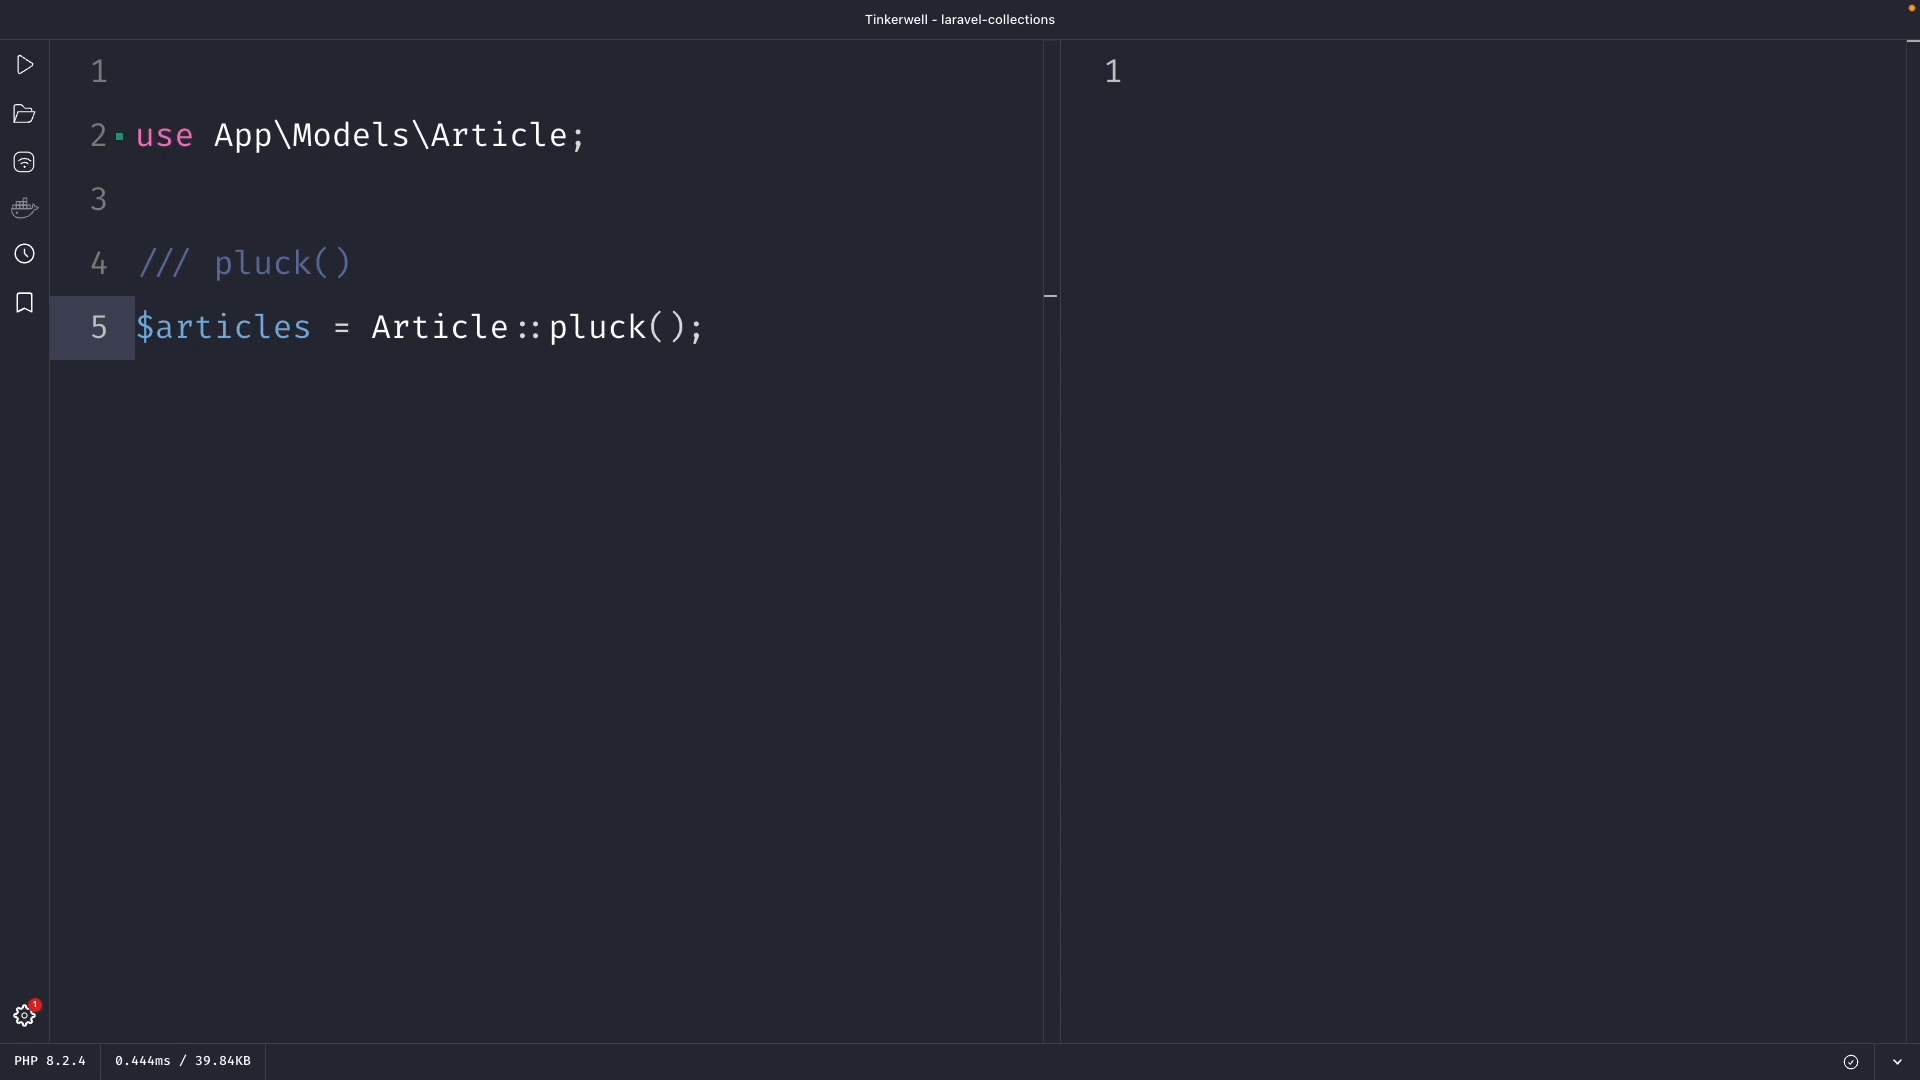 Tinkerwell - laravel-collections
1
2 use App\Models\Article;
3
4 /// pluck()
5 $articles = Article::pluck();
1
1
PHP 8.2.4
0.444ms / 39.84KB